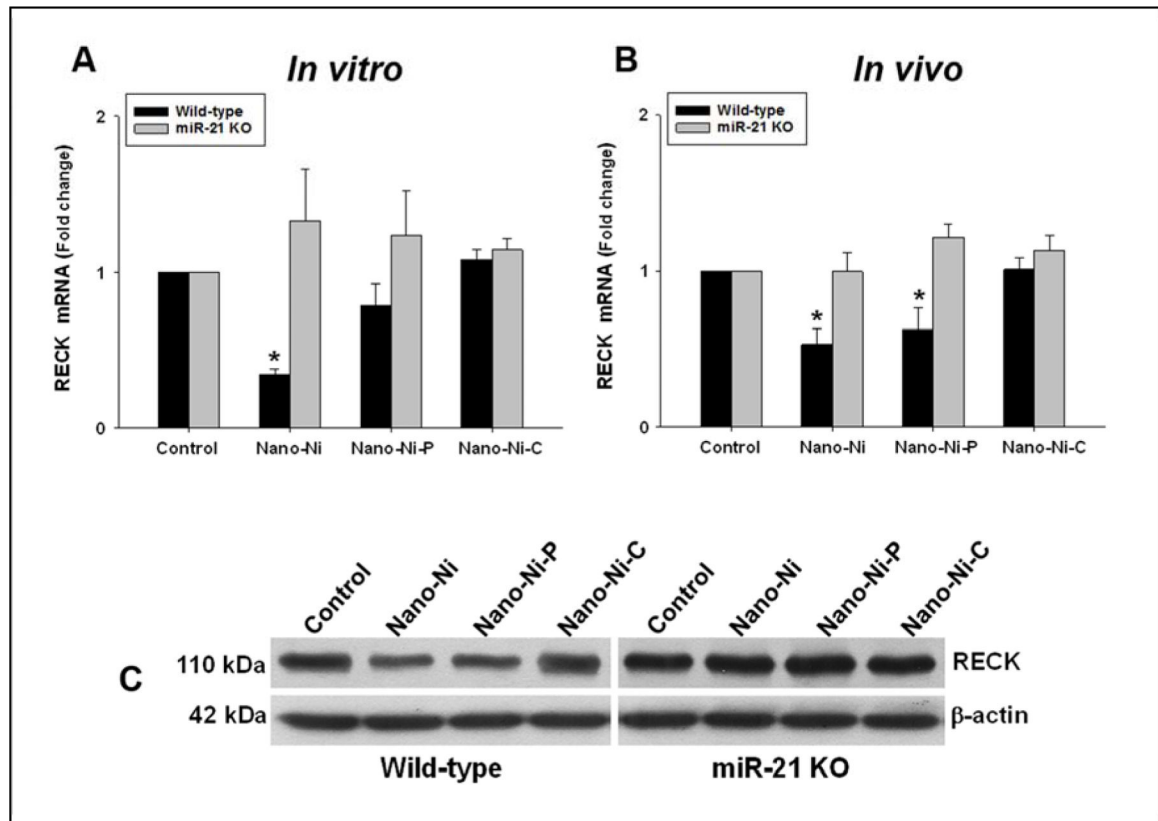 A
In vitro
Wild-type
miR-21 KO
RECK mRNA (Fold change)
2
1
0
*
Control Nano-Ni Nano-Ni-P Nano-Ni-C
B
In vivo
Wild-type
miR-21 KO
RECK mRNA (Fold change)
2
1
0
* *
Control Nano-Ni Nano-Ni-P Nano-Ni-C
C
Control Nano-Ni Nano-Ni-P Nano-Ni-C Control Nano-Ni Nano-Ni-P Nano-Ni-C
110 kDa RECK
42 kDa β-actin
Wild-type miR-21 KO